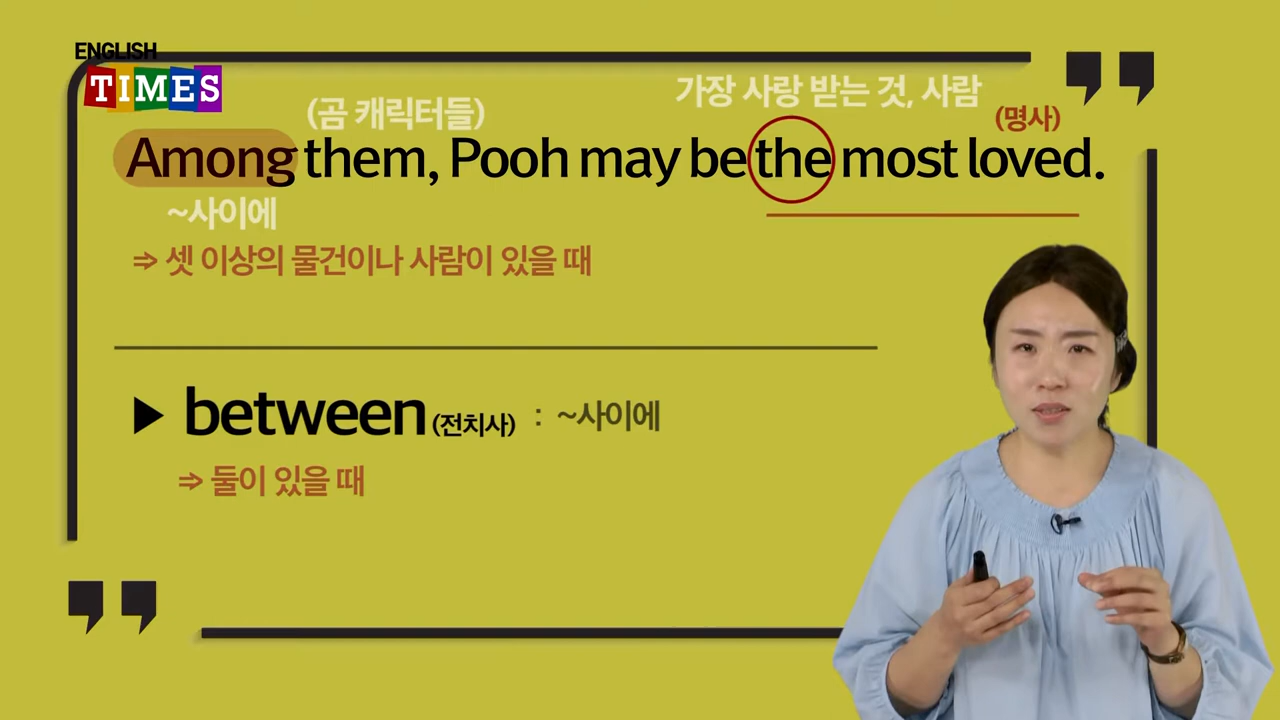 ENGLISH
TIMES
가장 사랑 받는 것, 사람
(곰 캐릭터들)
(명사)
Among them, Pooh may be the most loved.
~사이에
⇒ 셋 이상의 물건이나 사람이 있을 때
▶ between (전치사) : ~사이에
⇒ 둘이 있을 때